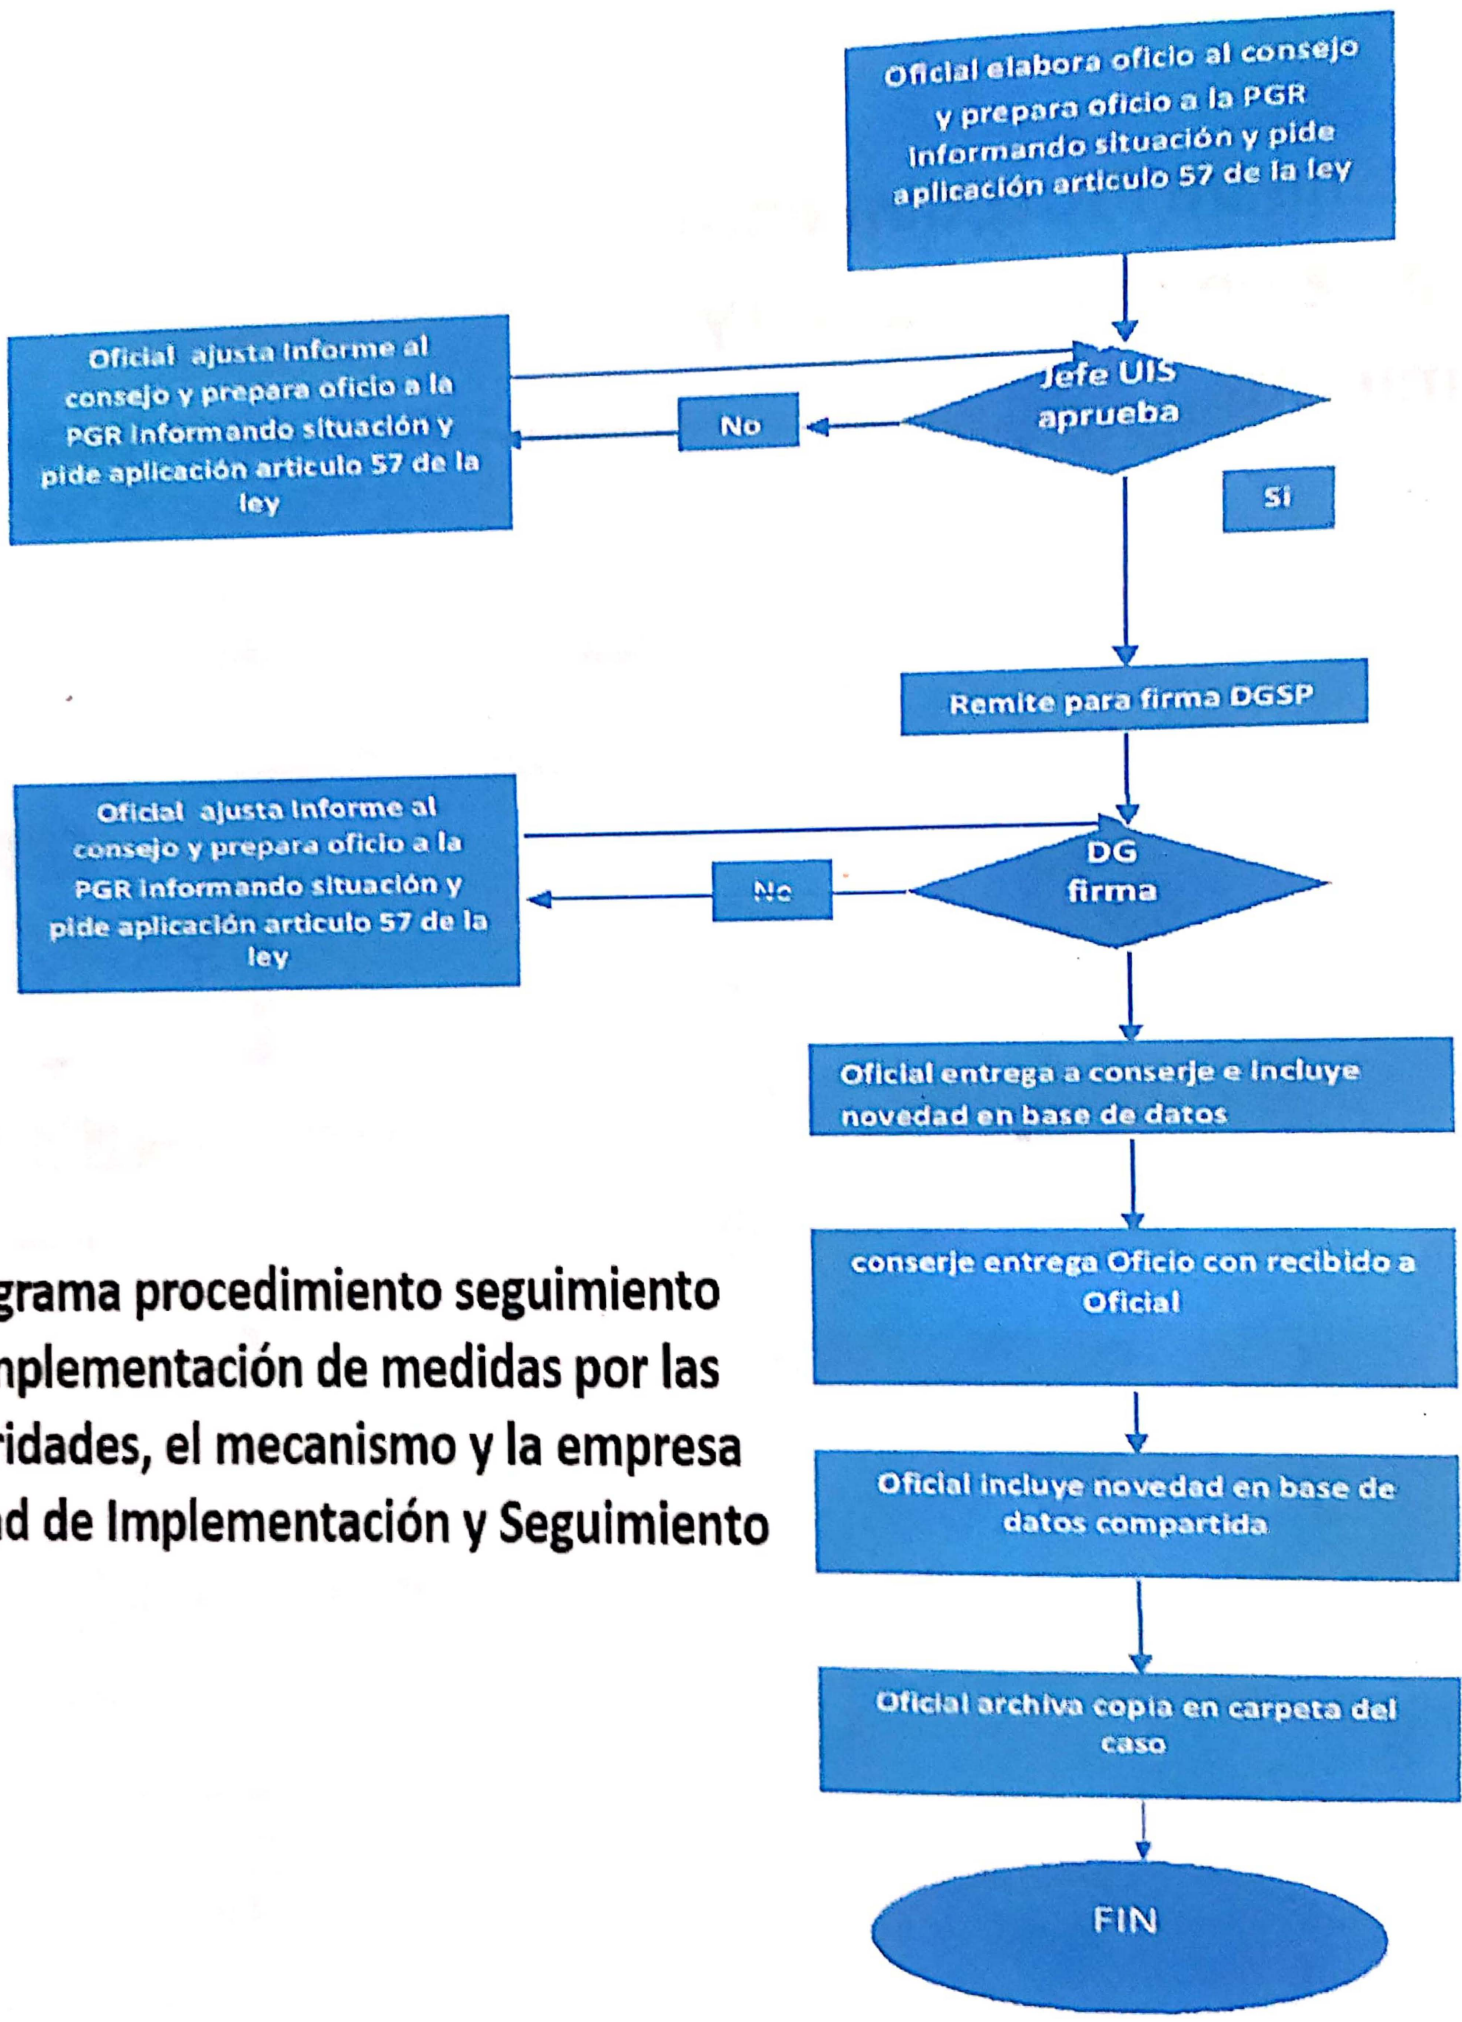 Oficial elabora oficio al consejo
y prepara oficio a la PGR
informando situación y pide
aplicación articulo 57 de la ley
Oficial ajusta Informe al
consejo y prepara oficio a la
PGR informando situación y
pide aplicación articulo 57 de la
ley
No
Jefe UIS
aprueba
Si
Remite para firma DGSP
Oficial ajusta Informe al
consejo y prepara oficio a la
PGR informando situación y
pide aplicación articulo 57 de la
ley
No
DG
firma
Oficial entrega a conserje e incluye
novedad en base de datos
conserje entrega Oficio con recibido a
Oficial
grama procedimiento seguimiento
nplementación de medidas por las
ridades, el mecanismo y la empresa
ad de Implementación y Seguimiento
Oficial incluye novedad en base de
datos compartida
Oficial archiva copia en carpeta del
caso
FIN